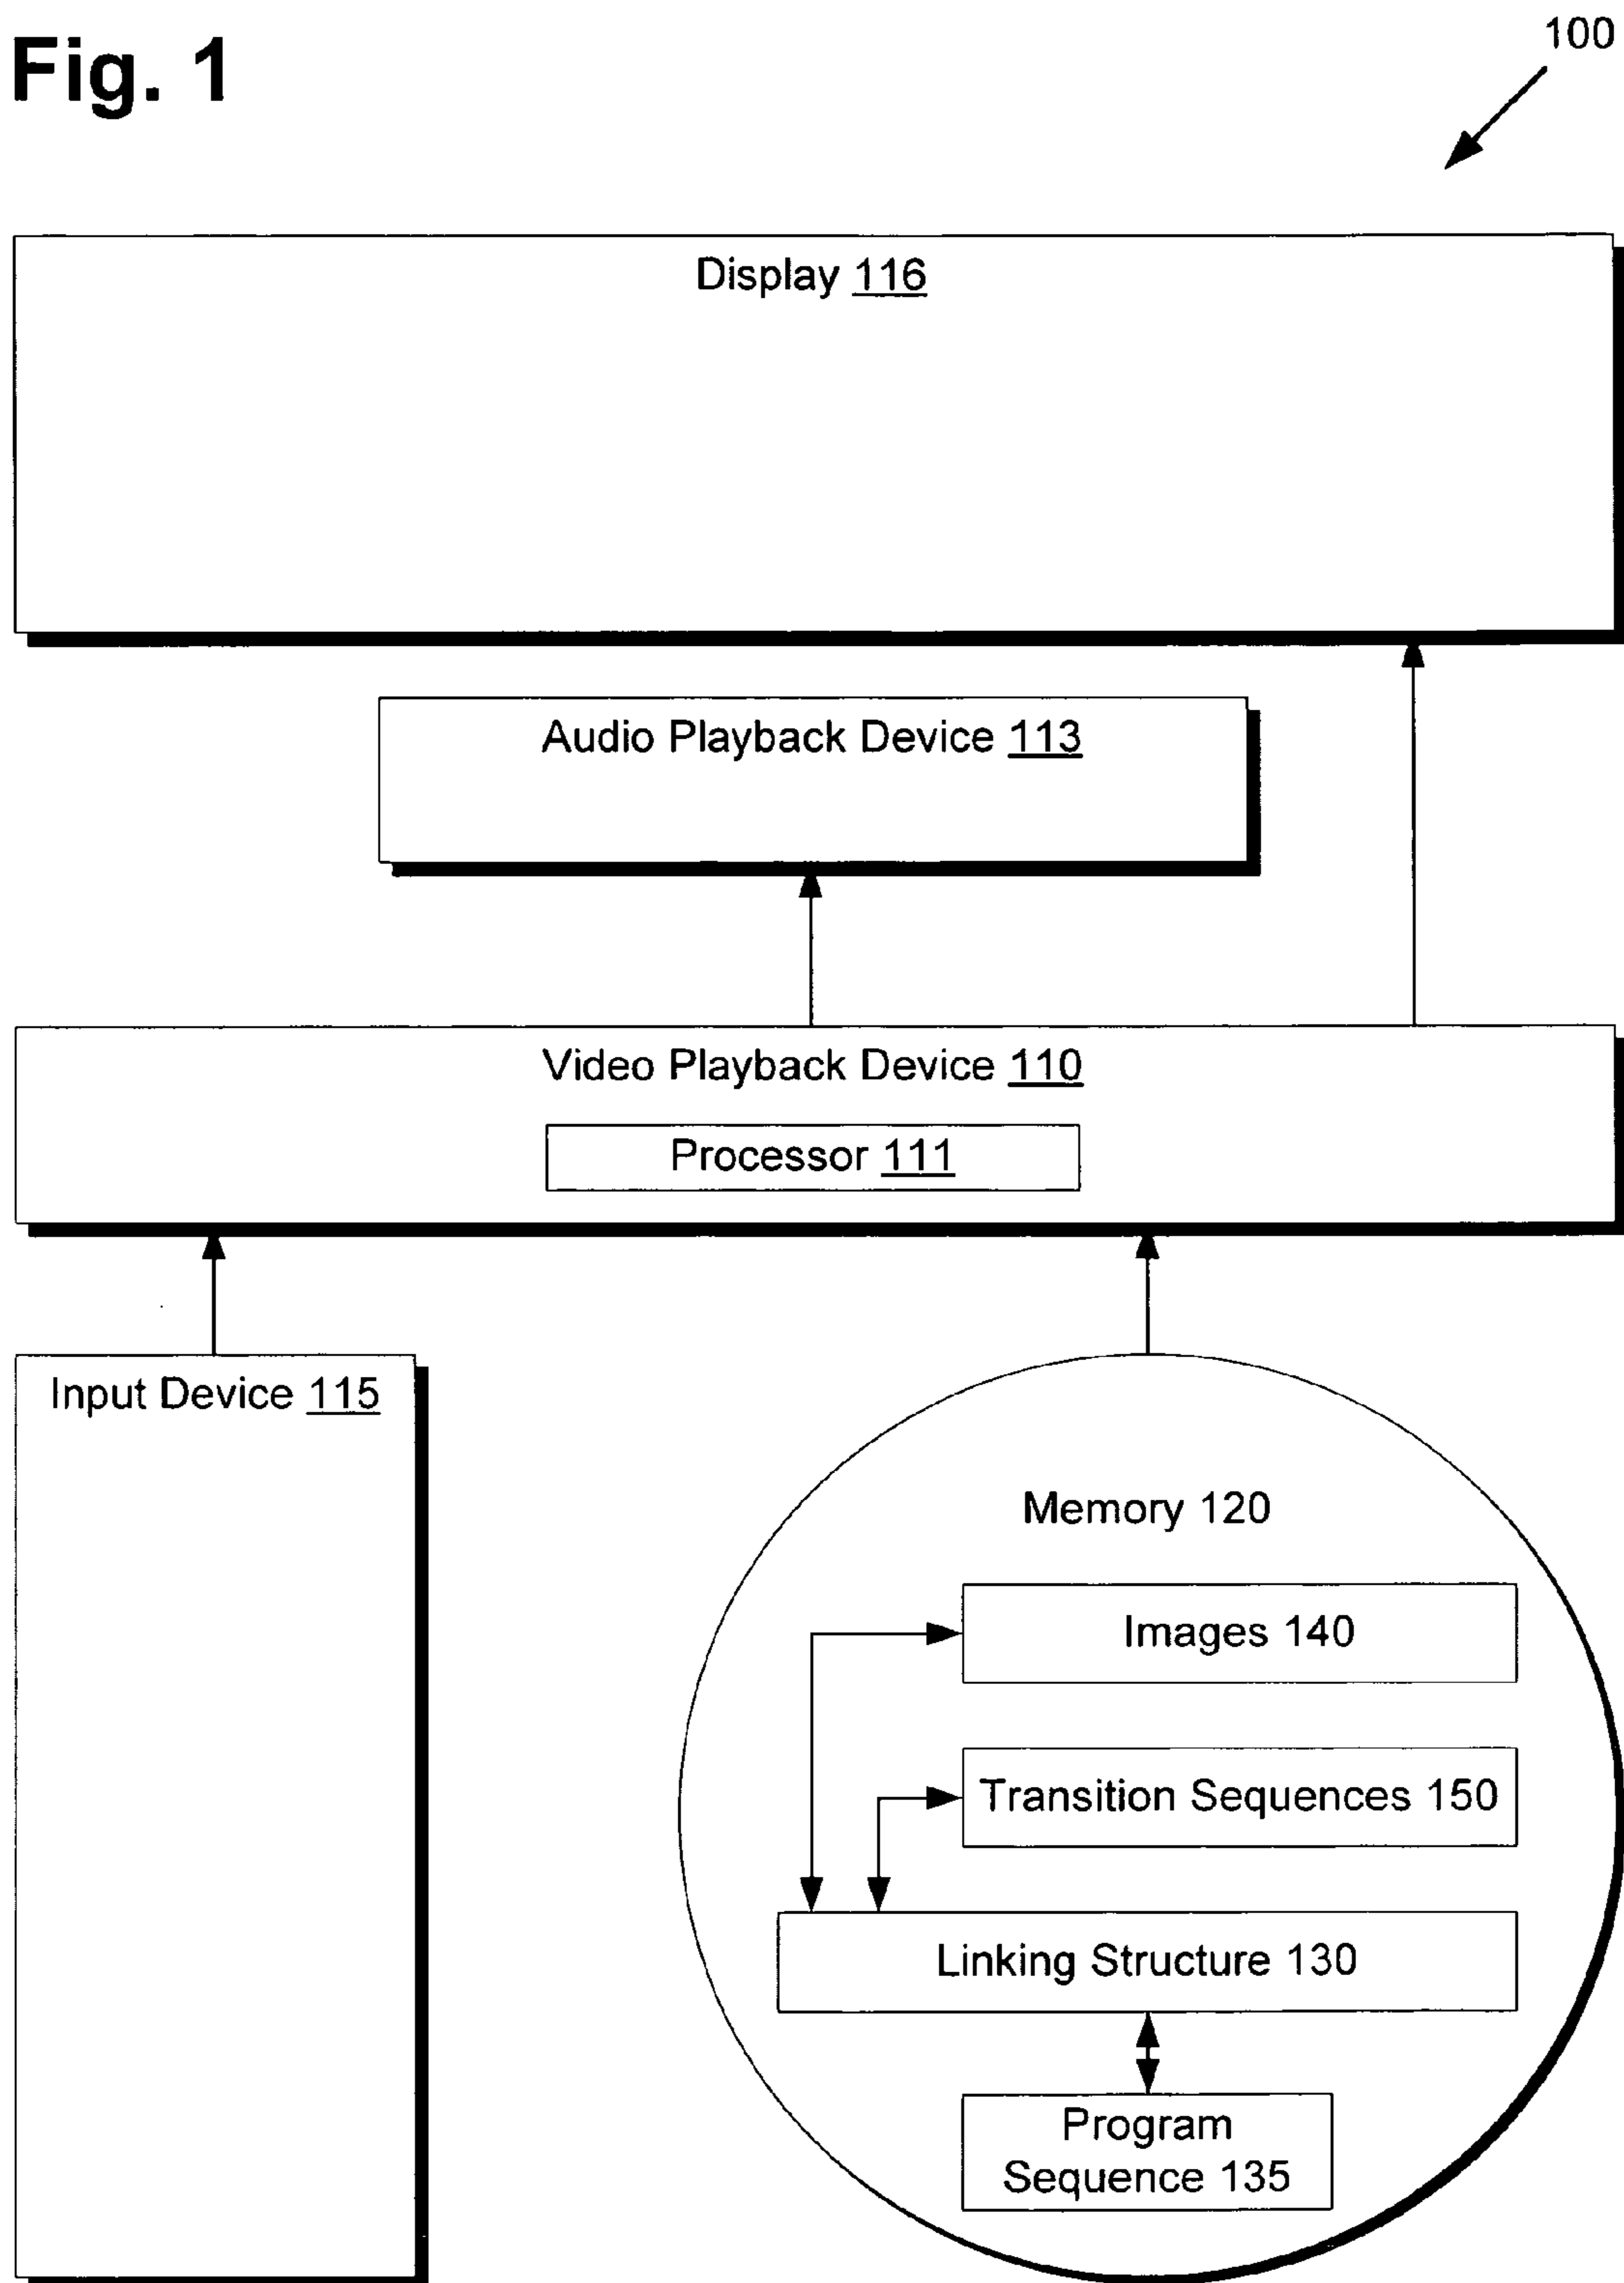 Fig. 1
100
Display 116
Audio Playback Device 113
Video Playback Device 110
Processor 111
Input Device 115
Memory 120
Images 140
Transition Sequences 150
Linking Structure 130
Program
Sequence 135